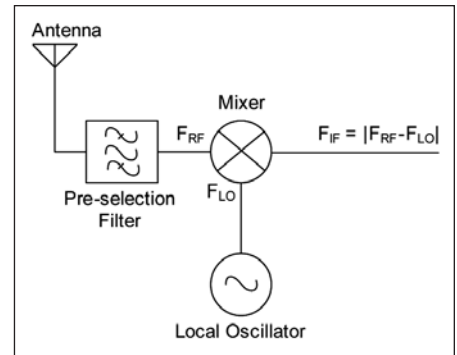 Antenna
Mixer
F_RF
F_IF = |F_RF-F_LO|
F_LO
Pre-selection
Filter
Local Oscillator